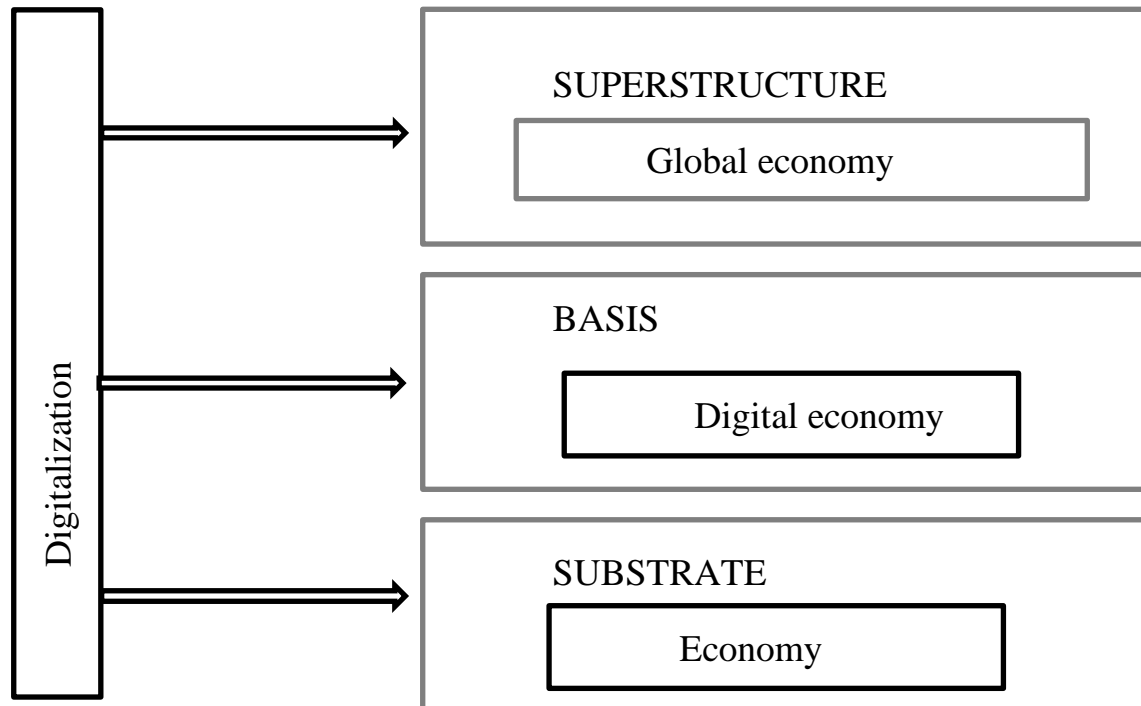 Digitalization
SUPERSTRUCTURE
Global economy
BASIS
Digital economy
SUBSTRATE
Economy